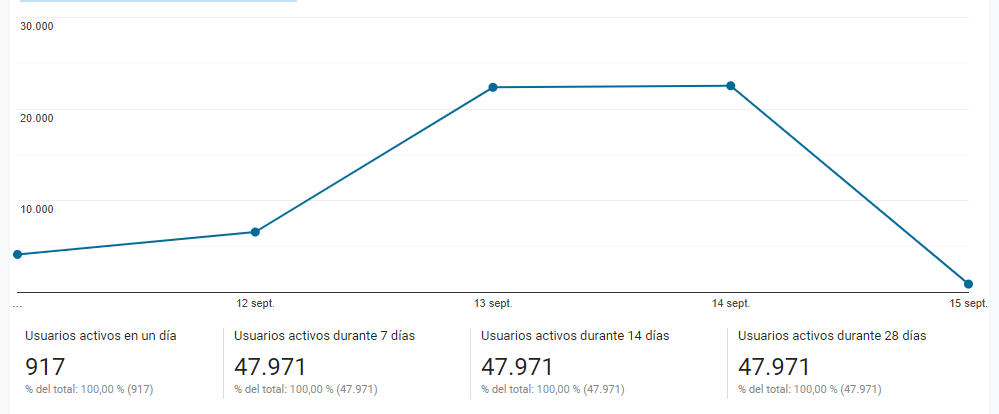 30.000
20.000
10.000
... 12 sept. 13 sept. 14 sept. 15 sept.
Usuarios activos en un día
917
% del total: 100,00 % (917)
Usuarios activos durante 7 días
47.971
% del total: 100,00 % (47.971)
Usuarios activos durante 14 días
47.971
% del total: 100,00 % (47.971)
Usuarios activos durante 28 días
47.971
% del total: 100,00 % (47.971)